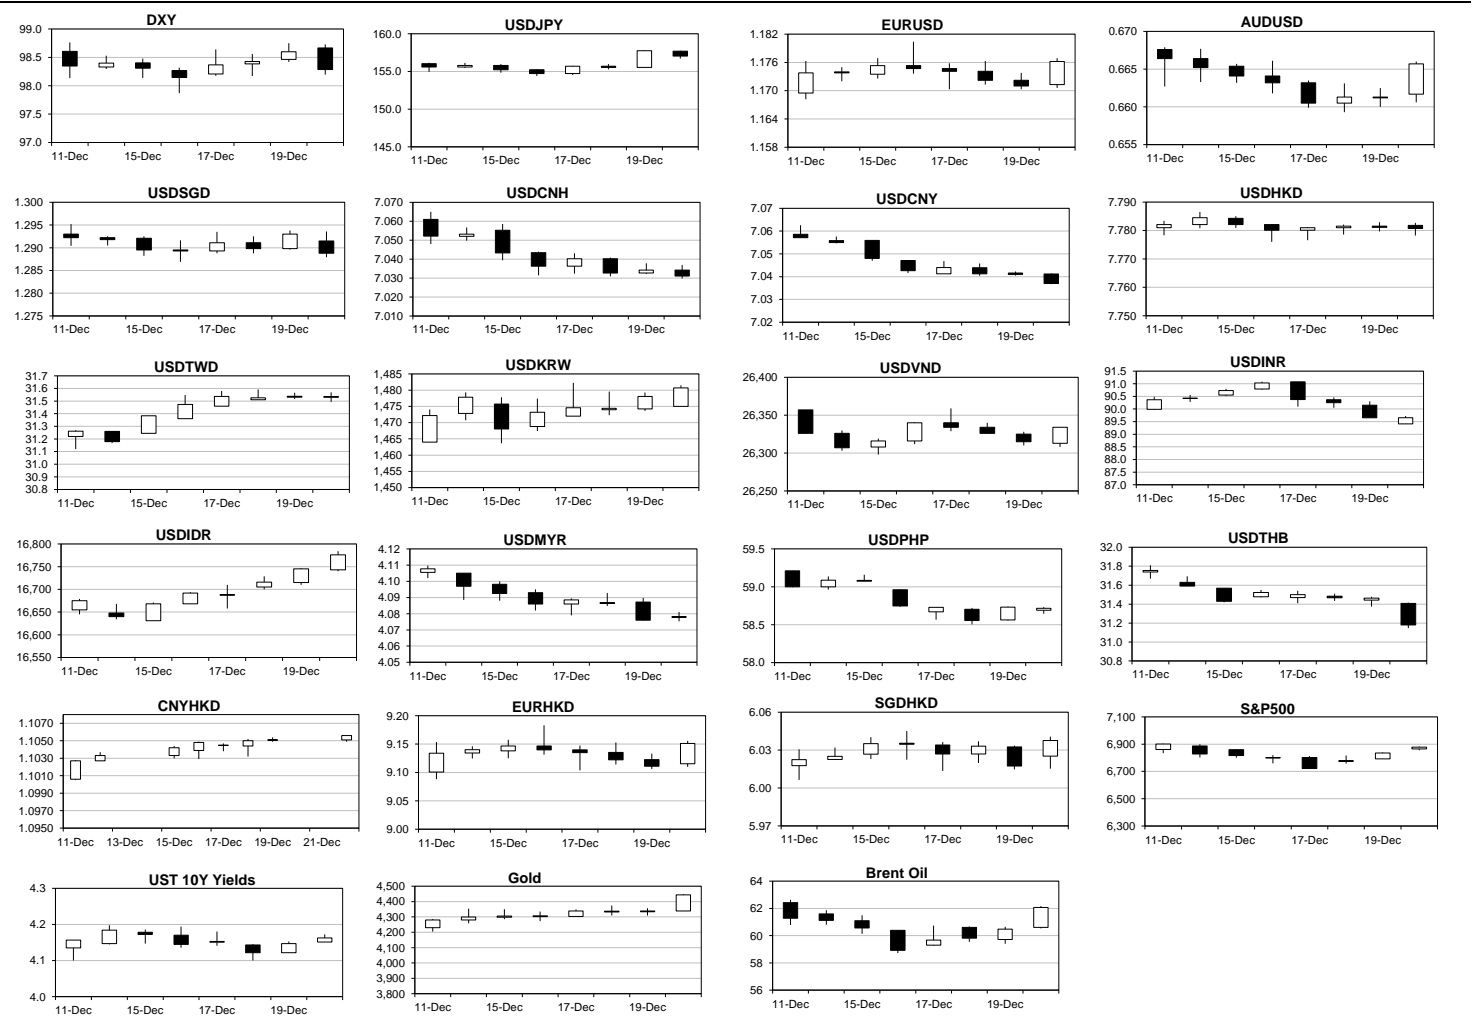 DXY
99.0
98.5
98.0
97.5
97.0
11-Dec 15-Dec 17-Dec 19-Dec
USDJPY
160.0
155.0
150.0
145.0
11-Dec 15-Dec 17-Dec 19-Dec
EURUSD
1.182
1.176
1.170
1.164
1.158
11-Dec 15-Dec 17-Dec 19-Dec
AUDUSD
0.670
0.665
0.660
0.655
11-Dec 15-Dec 17-Dec 19-Dec
USDSGD
1.300
1.295
1.290
1.285
1.280
1.275
11-Dec 15-Dec 17-Dec 19-Dec
USDCNH
7.070
7.060
7.050
7.040
7.030
7.020
7.010
11-Dec 15-Dec 17-Dec 19-Dec
USDCNY
7.07
7.06
7.05
7.04
7.03
7.02
11-Dec 15-Dec 17-Dec 19-Dec
USDHKD
7.790
7.780
7.770
7.760
7.750
11-Dec 15-Dec 17-Dec 19-Dec
USDTWD
31.7
31.6
31.5
31.4
31.3
31.2
31.1
31.0
30.9
30.8
11-Dec 15-Dec 17-Dec 19-Dec
USDKRW
1,485
1,480
1,475
1,470
1,465
1,460
1,455
1,450
11-Dec 15-Dec 17-Dec 19-Dec
USDVND
26,400
26,350
26,300
26,250
11-Dec 15-Dec 17-Dec 19-Dec
USDINR
91.5
91.0
90.5
90.0
89.5
89.0
88.5
88.0
87.5
87.0
11-Dec 15-Dec 17-Dec 19-Dec
USDIDR
16,800
16,750
16,700
16,650
16,600
16,550
11-Dec 15-Dec 17-Dec 19-Dec
USDMYR
4.12
4.11
4.10
4.09
4.08
4.07
4.06
4.05
11-Dec 15-Dec 17-Dec 19-Dec
USDPHP
59.5
59.0
58.5
58.0
11-Dec 15-Dec 17-Dec 19-Dec
USDTHB
32.0
31.8
31.6
31.4
31.2
31.0
30.8
11-Dec 15-Dec 17-Dec 19-Dec
CNYHKD
1.1070
1.1050
1.1030
1.1010
1.0990
1.0970
1.0950
11-Dec 13-Dec 15-Dec 17-Dec 19-Dec 21-Dec
EURHKD
9.20
9.15
9.10
9.05
9.00
11-Dec 15-Dec 17-Dec 19-Dec
SGDHKD
6.06
6.03
6.00
5.97
11-Dec 15-Dec 17-Dec 19-Dec
S&P500
7,100
6,900
6,700
6,500
6,300
11-Dec 15-Dec 17-Dec 19-Dec
UST 10Y Yields
4.3
4.2
4.1
4.0
11-Dec 15-Dec 17-Dec 19-Dec
Gold
4,500
4,400
4,300
4,200
4,100
4,000
3,900
3,800
11-Dec 15-Dec 17-Dec 19-Dec
Brent Oil
64
62
60
58
56
11-Dec 15-Dec 17-Dec 19-Dec